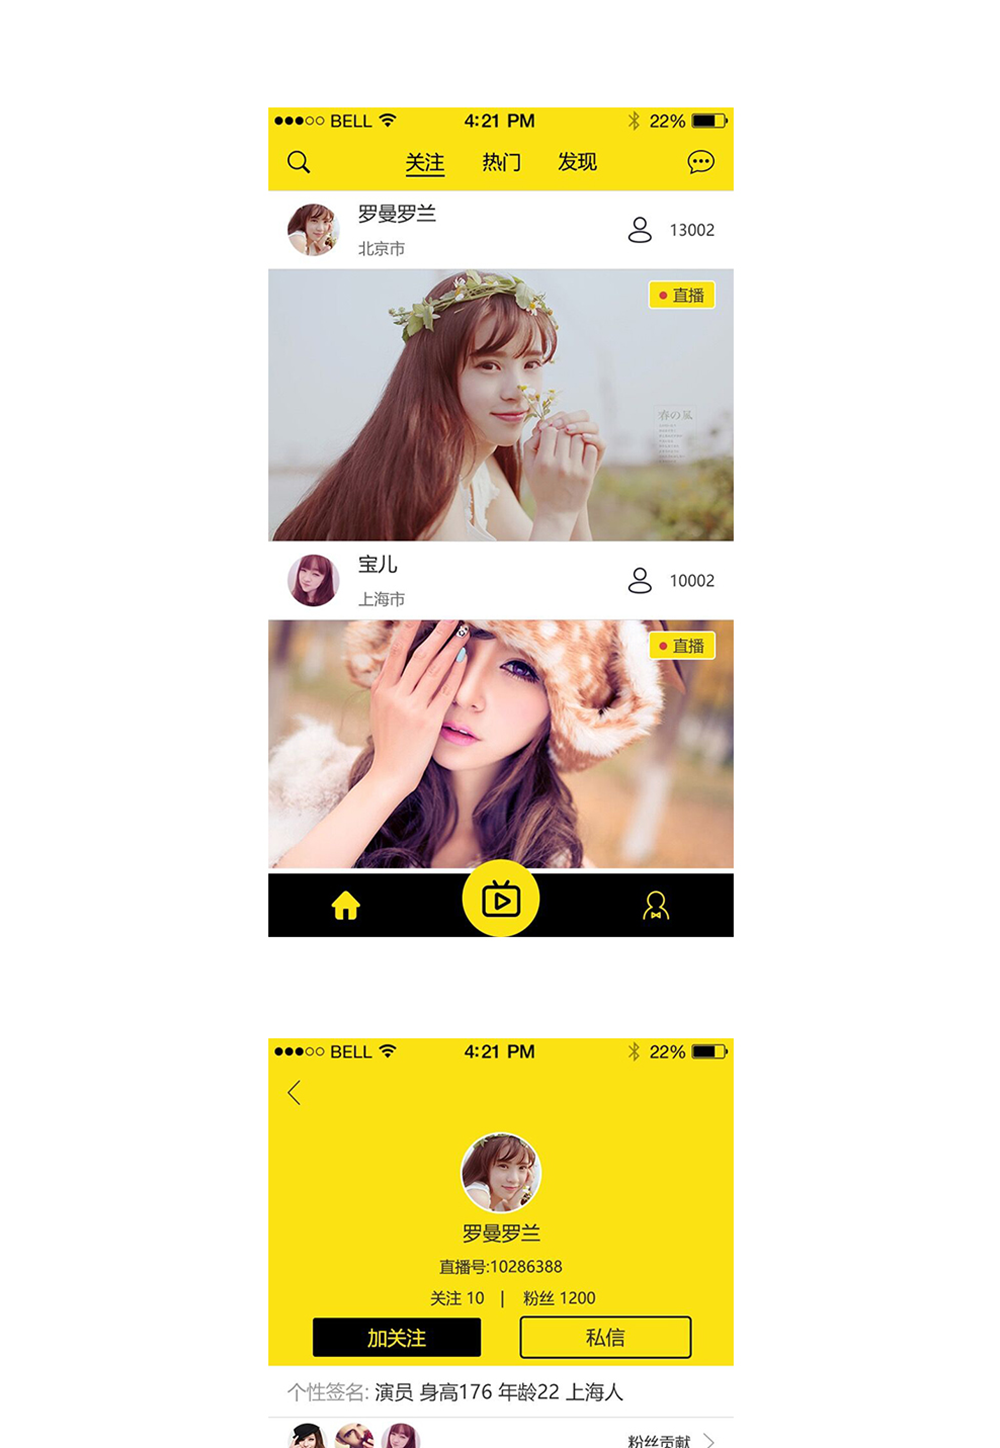 BELL 4:21 PM 22%
关注 热门 发现
罗曼罗兰
北京市
13002
直播
春の風
宝儿
上海市
10002
直播
BELL 4:21 PM 22%
罗曼罗兰
直播号:10286388
关注 10 | 粉丝 1200
加关注 私信
个性签名: 演员 身高176 年龄22 上海人
粉丝贡献